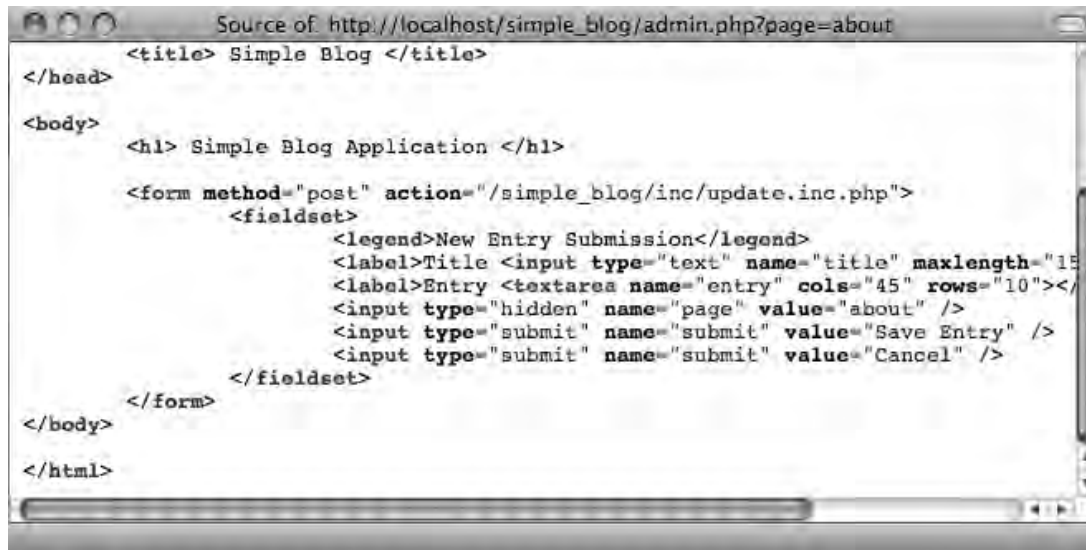 Source of: http://localhost/simple_blog/admin.php?page=about
<title> Simple Blog </title>
</head>
<body>
<h1> Simple Blog Application </h1>
<form method="post" action="/simple_blog/inc/update.inc.php">
<fieldset>
<legend>New Entry Submission</legend>
<label>Title <input type="text" name="title" maxlength="15
<label>Entry <textarea name="entry" cols="45" rows="10"></
<input type="hidden" name="page" value="about" />
<input type="submit" name="submit" value="Save Entry" />
<input type="submit" name="submit" value="Cancel" />
</fieldset>
</form>
</body>
</html>